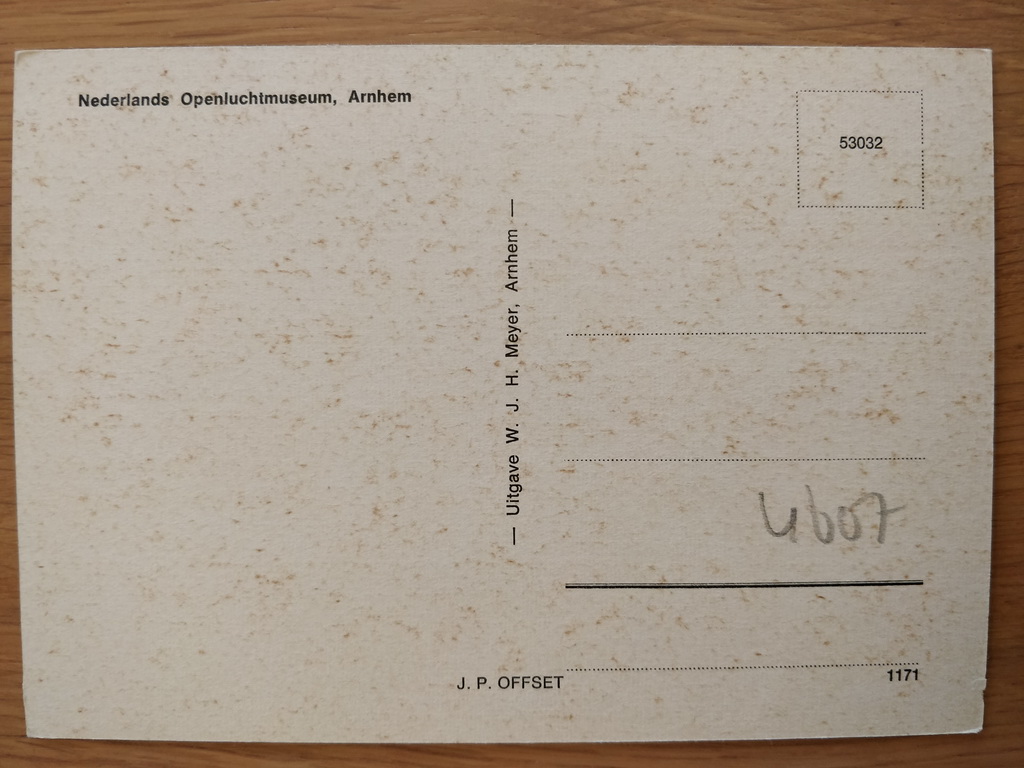 Nederlands Openluchtmuseum, Arnhem
53032
— Uitgave W. J. H. Meyer, Arnhem —
4607
J. P. OFFSET
1171